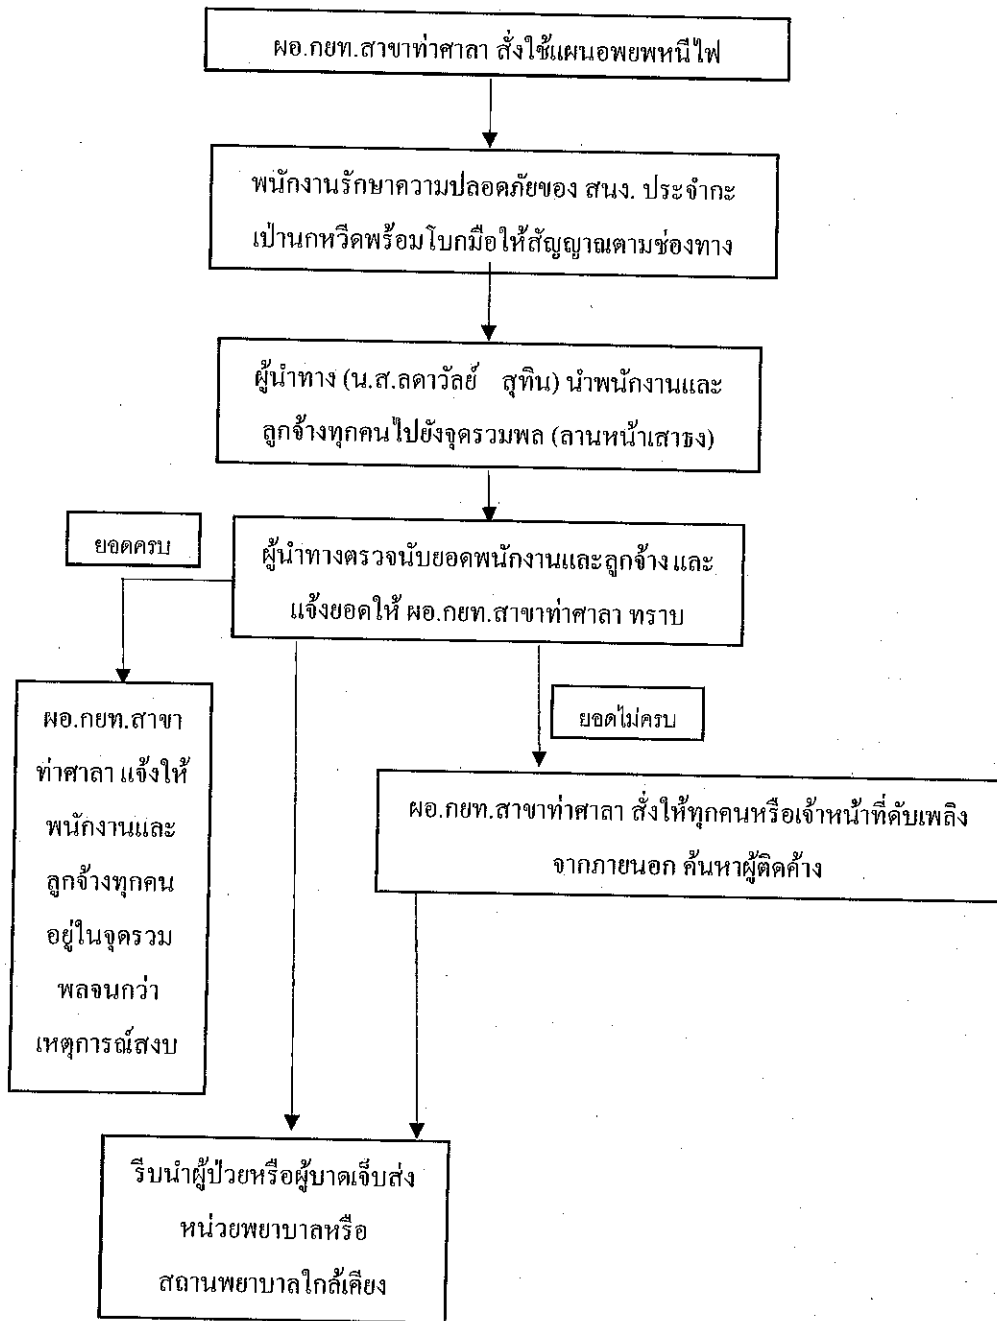 ผอ.กยท.สาขาท่าศาลา สั่งใช้แผนอพยพหนีไฟ
พนักงานรักษาความปลอดภัยของ สนง. ประจำกะ
เป่านกหวีดพร้อมโบกมือให้สัญญาณตามช่องทาง
ผู้นำทาง (น.ส.ลดาวัลย์ สุทิน) นำพนักงานและ
ลูกจ้างทุกคนไปยังจุดรวมพล (ลานหน้าเสาธง)
ยอดครบ
ผู้นำทางตรวจนับยอดพนักงานและลูกจ้าง และ
แจ้งยอดให้ ผอ.กยท.สาขาท่าศาลา ทราบ
ผอ.กยท.สาขา
ท่าศาลา แจ้งให้
พนักงานและ
ลูกจ้างทุกคน
อยู่ในจุดรวม
พลจนกว่า
เหตุการณ์สงบ
ยอดไม่ครบ
ผอ.กยท.สาขาท่าศาลา สั่งให้ทุกคนหรือเจ้าหน้าที่ดับเพลิง
จากภายนอก ค้นหาผู้ติดค้าง
รีบนำผู้ป่วยหรือผู้บาดเจ็บส่ง
หน่วยพยาบาลหรือ
สถานพยาบาลใกล้เคียง